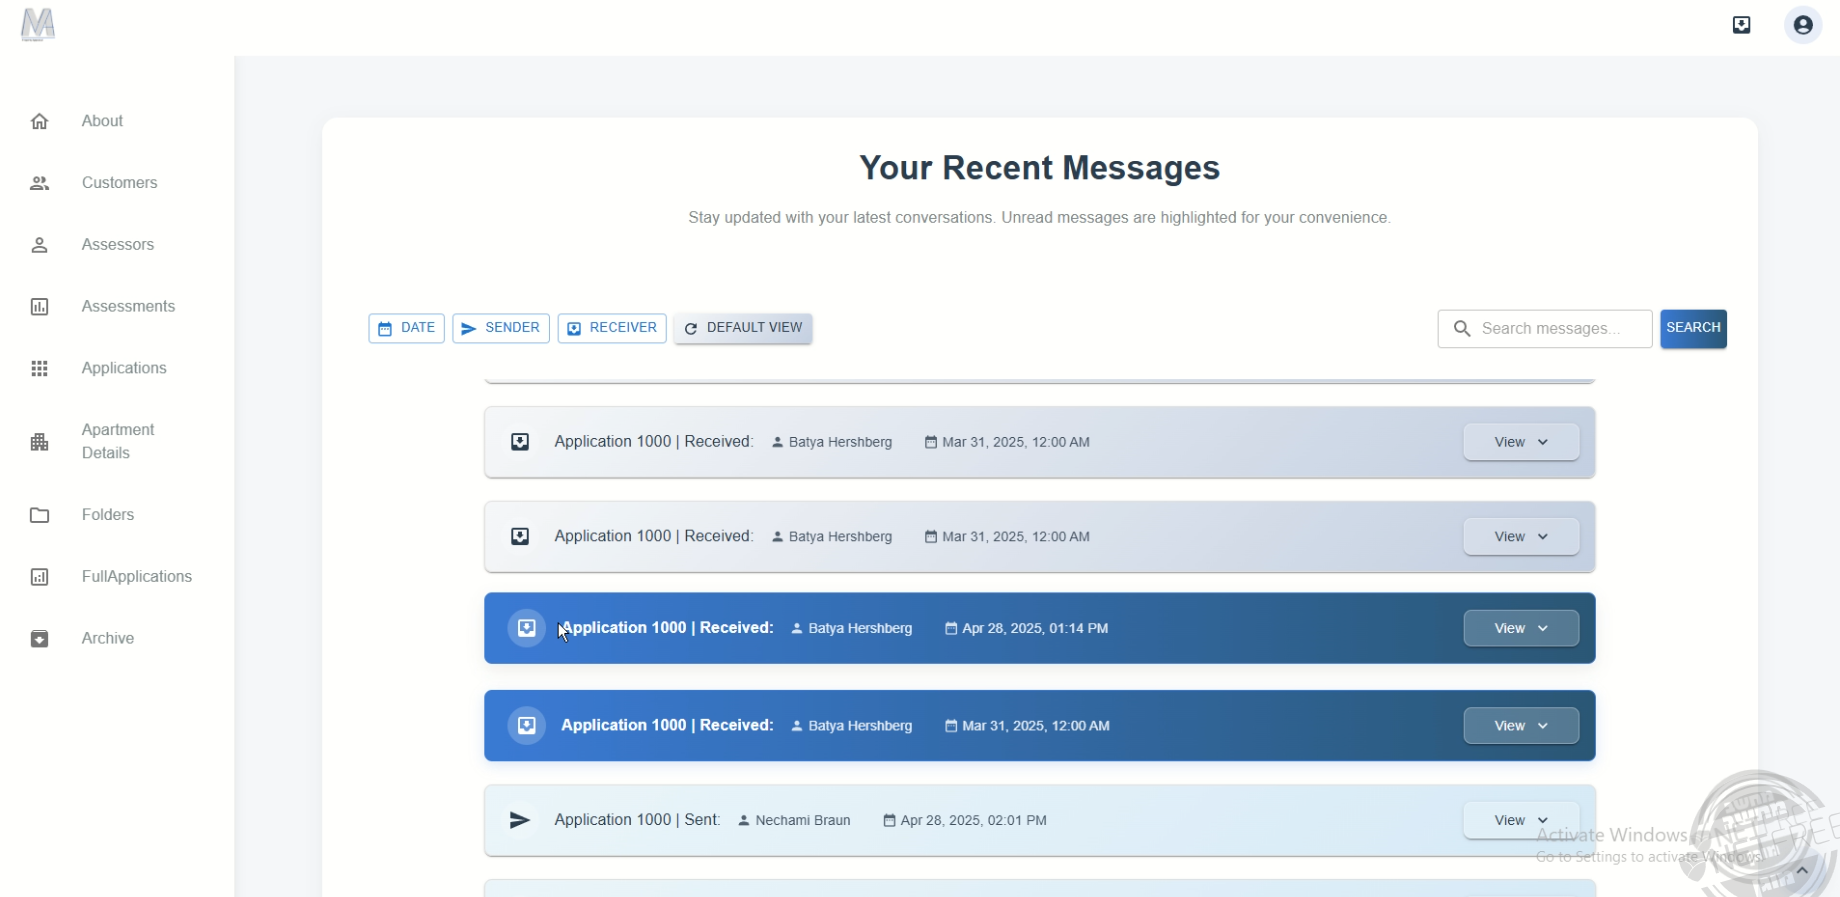 About
Customers
Assessors
Assessments
Applications
Apartment
Details
Folders
FullApplications
Archive
Your Recent Messages
Stay updated with your latest conversations. Unread messages are highlighted for your convenience.
DATE SENDER RECEIVER DEFAULT VIEW Search messages... SEARCH
Application 1000 | Received: Batya Hershberg Mar 31, 2025, 12:00 AM View
Application 1000 | Received: Batya Hershberg Mar 31, 2025, 12:00 AM View
Application 1000 | Received: Batya Hershberg Apr 28, 2025, 01:14 PM View
Application 1000 | Received: Batya Hershberg Mar 31, 2025, 12:00 AM View
Application 1000 | Sent: Nechami Braun Apr 28, 2025, 02:01 PM View
Activate Windows
Go to Settings to activate Windows.